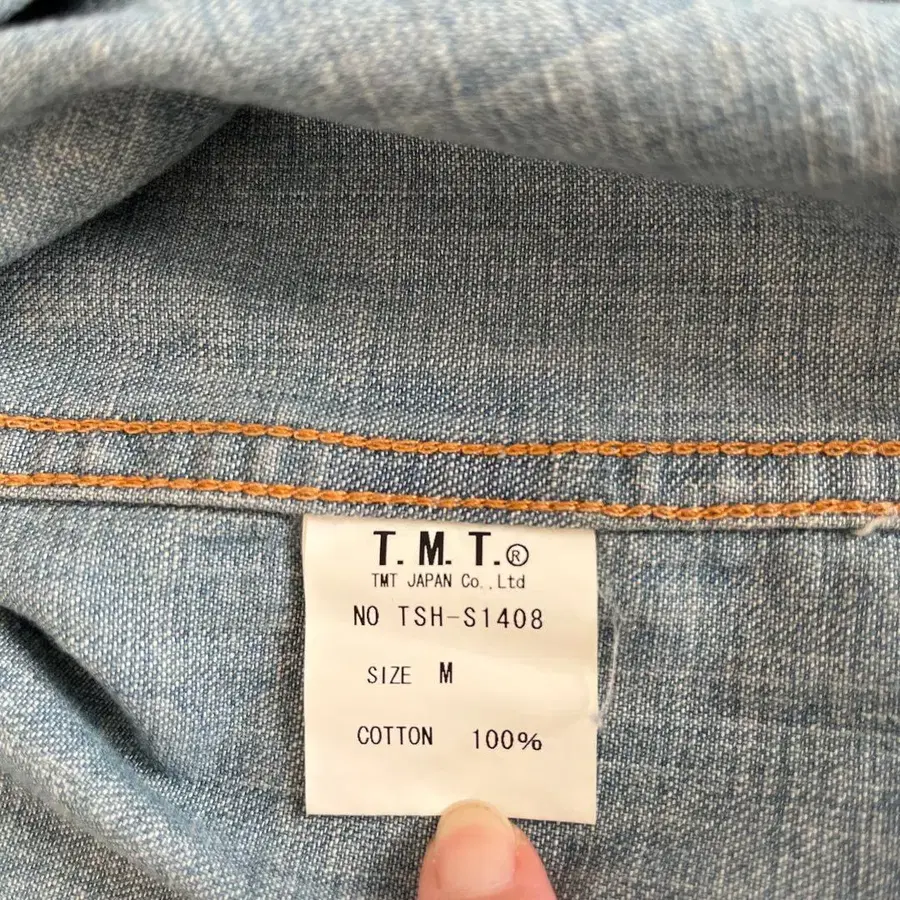 T.M.T.®
TMT JAPAN Co.,Ltd
NO TSH-S1408
SIZE M
COTTON 100%